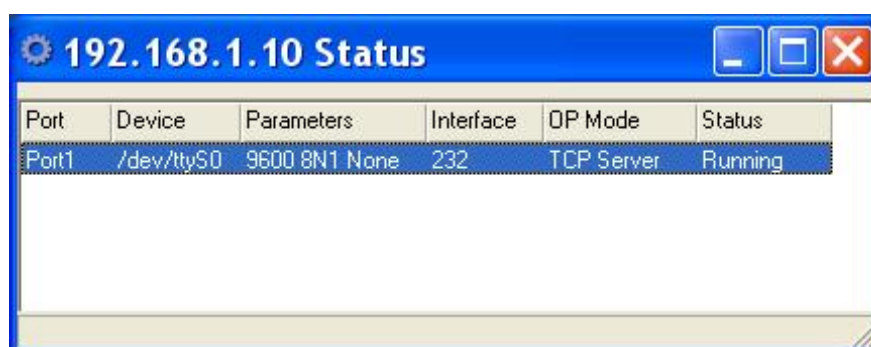 192.168.1.10 Status
Port Device Parameters Interface OP Mode Status
Port1 /dev/ttyS0 9600 8N1 None 232 TCP Server Running